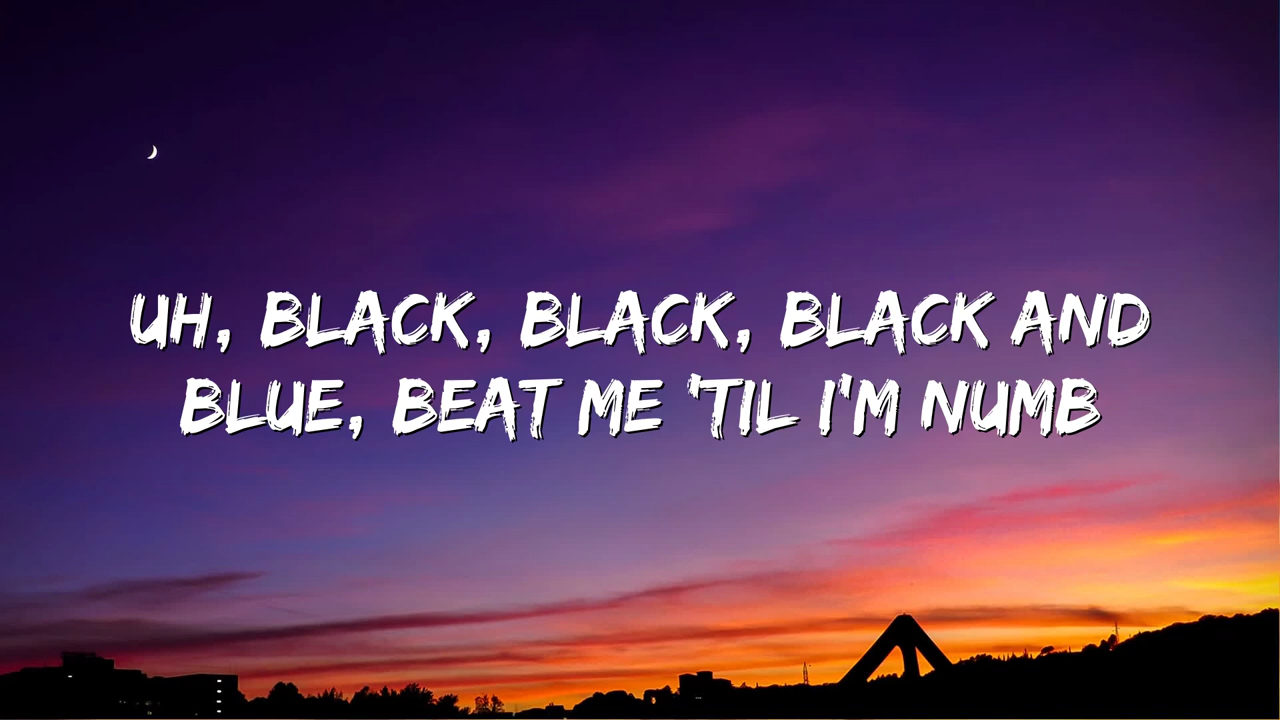 UH, BLACK, BLACK, BLACK AND
BLUE, BEAT ME 'TIL I'M NUMB